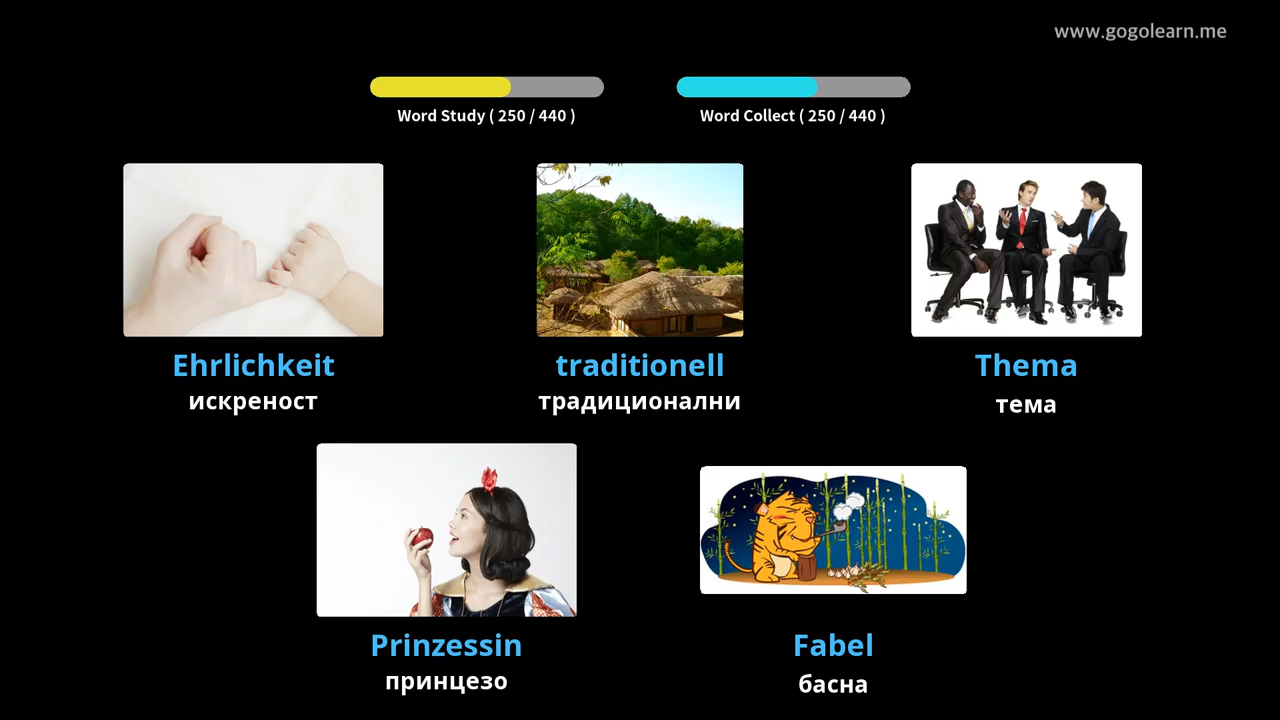 www.gogolearn.me
Word Study ( 250 / 440 )
Word Collect ( 250 / 440 )
Ehrlichkeit
искреност
traditionell
традиционални
Thema
тема
Prinzessin
принцезо
Fabel
басна